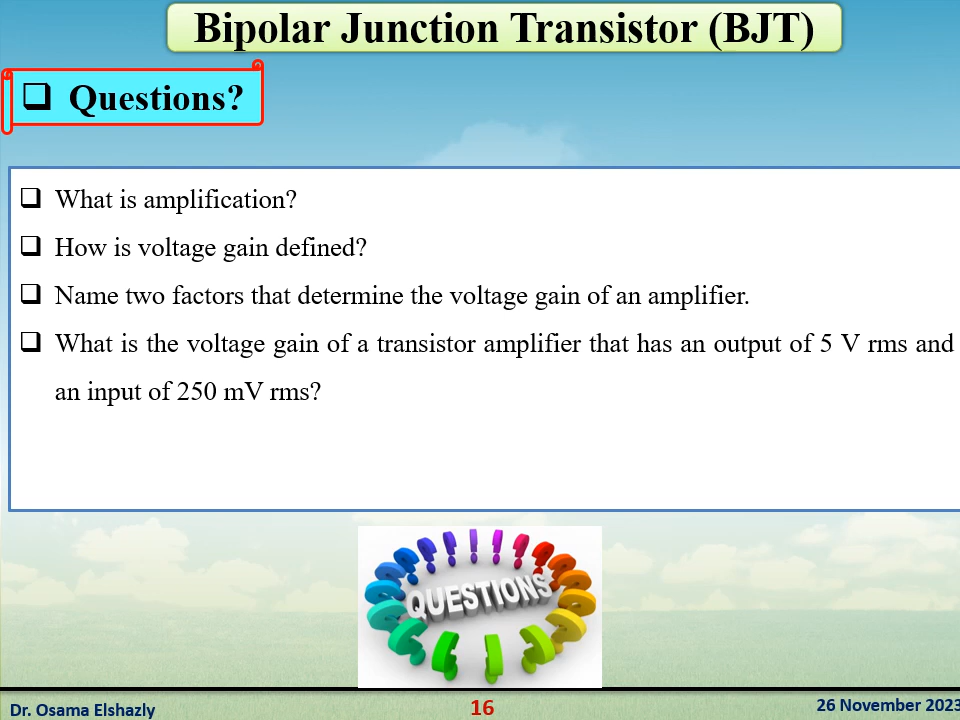 Bipolar Junction Transistor (BJT)
❑ Questions?
❑ What is amplification?
❑ How is voltage gain defined?
❑ Name two factors that determine the voltage gain of an amplifier.
❑ What is the voltage gain of a transistor amplifier that has an output of 5 V rms and
an input of 250 mV rms?
QUESTIONS
Dr. Osama Elshazly
16
26 November 2023